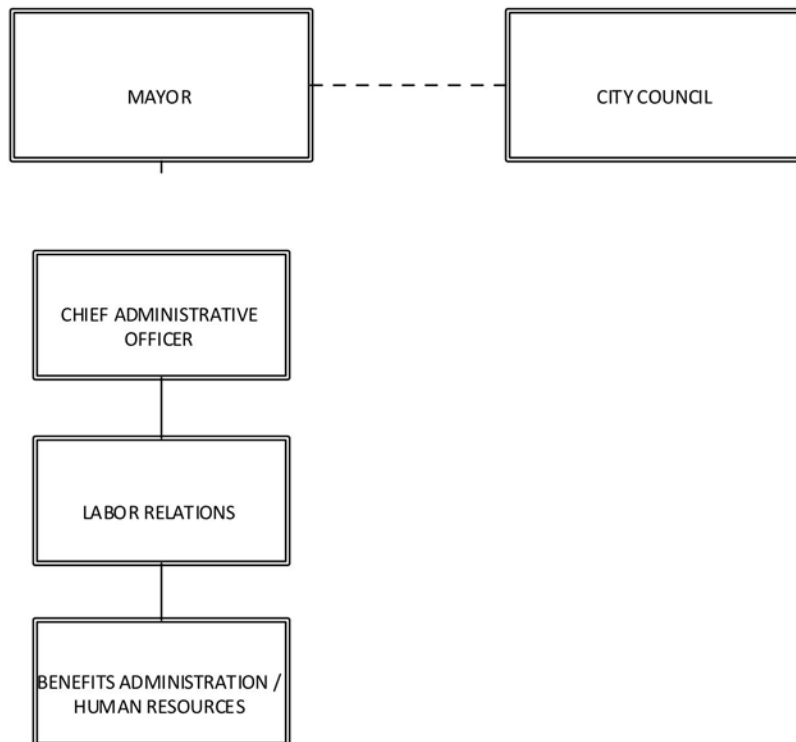 MAYOR
CITY COUNCIL
CHIEF ADMINISTRATIVE
OFFICER
LABOR RELATIONS
BENEFITS ADMINISTRATION /
HUMAN RESOURCES